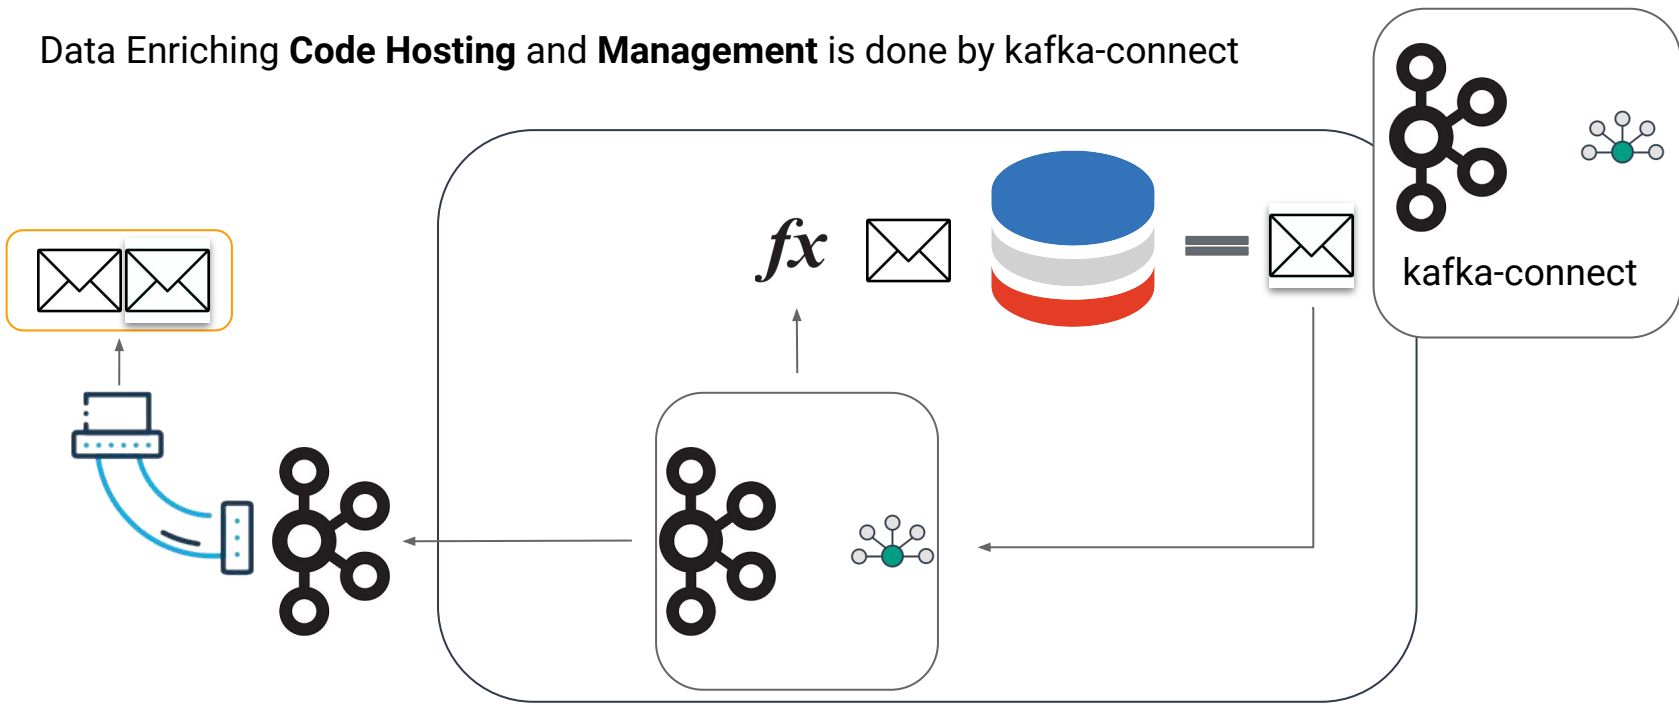 Data Enriching Code Hosting and Management is done by kafka-connect
fx
kafka-connect